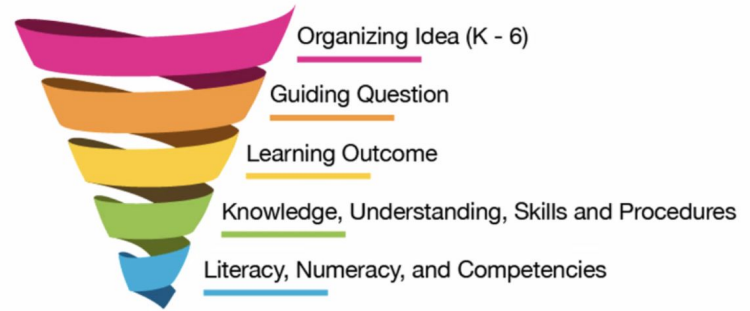 Organizing Idea (K - 6)
Guiding Question
Learning Outcome
Knowledge, Understanding, Skills and Procedures
Literacy, Numeracy, and Competencies